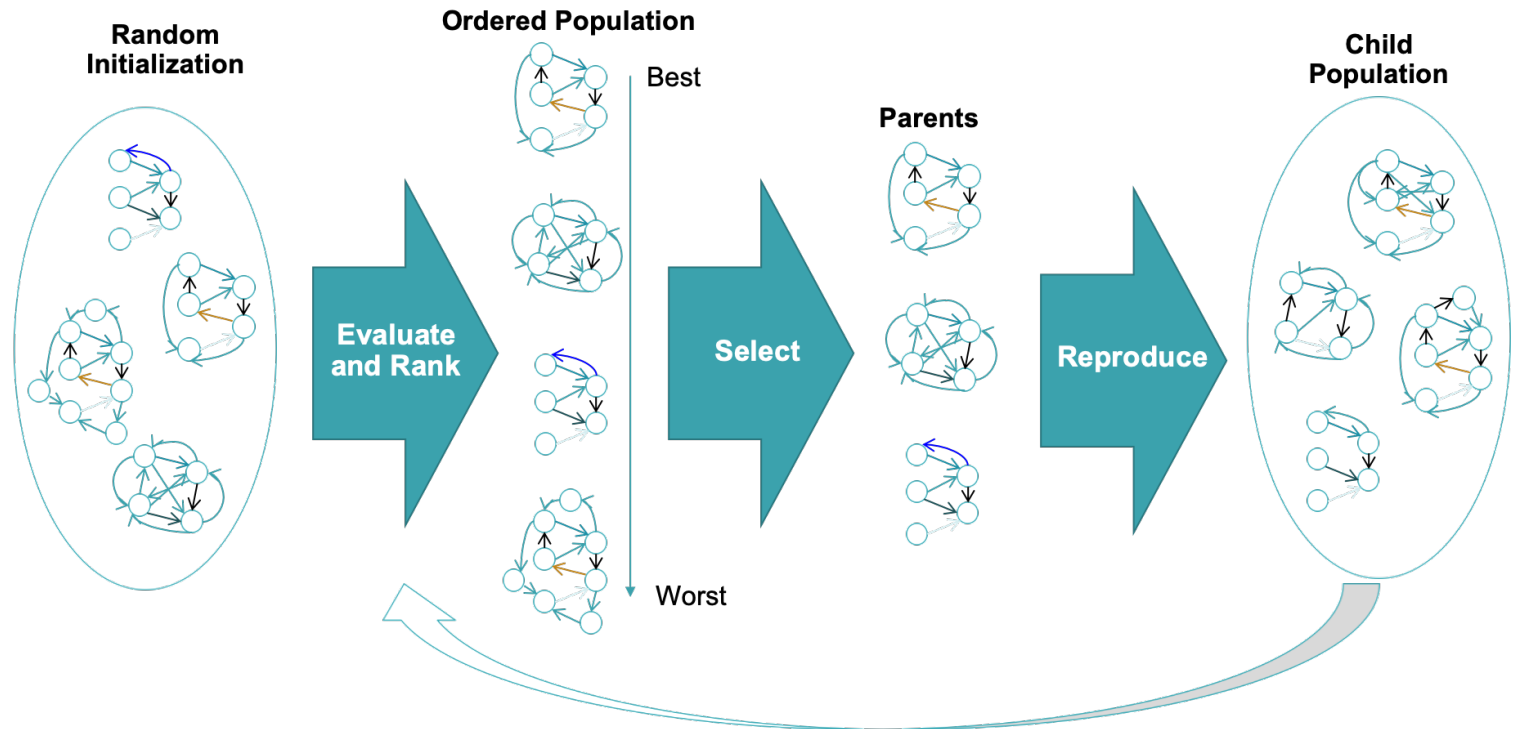 Random
Initialization
Ordered Population
Best
Worst
Evaluate
and Rank
Select
Parents
Reproduce
Child
Population